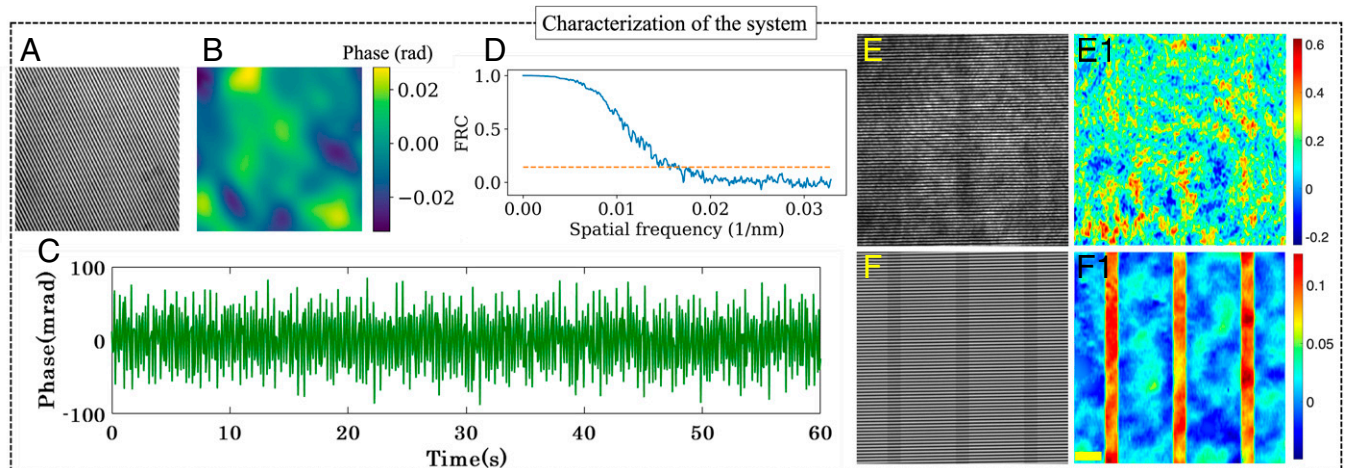 Characterization of the system
A
B
Phase (rad)
0.02
0.00
−0.02
D
1.0
0.5
0.0
FRC
0.00
0.01
0.02
0.03
Spatial frequency (1/nm)
E
E1
0.6
0.4
0.2
0
-0.2
C
100
0
-100
Phase(mrad)
0
10
20
30
40
50
60
Time(s)
F
F1
0.1
0.05
0